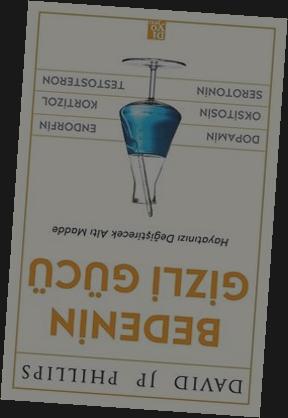 DAVID JP PHILLIPS
BEDENİN
GİZLİ GÜCÜ
Hayatınızı Değiştirecek Altı Madde
DOPAMİN ENDORFİN
OKSİTOSİN KORTİZOL
SEROTONİN TESTOSTERON